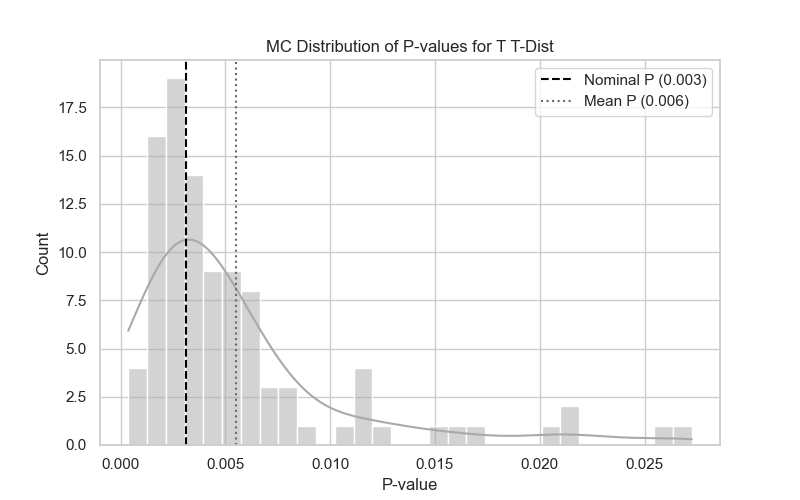 MC Distribution of P-values for T T-Dist
Nominal P (0.003)
Mean P (0.006)
17.5
15.0
12.5
10.0
7.5
5.0
2.5
0.0
Count
0.000 0.005 0.010 0.015 0.020 0.025
P-value